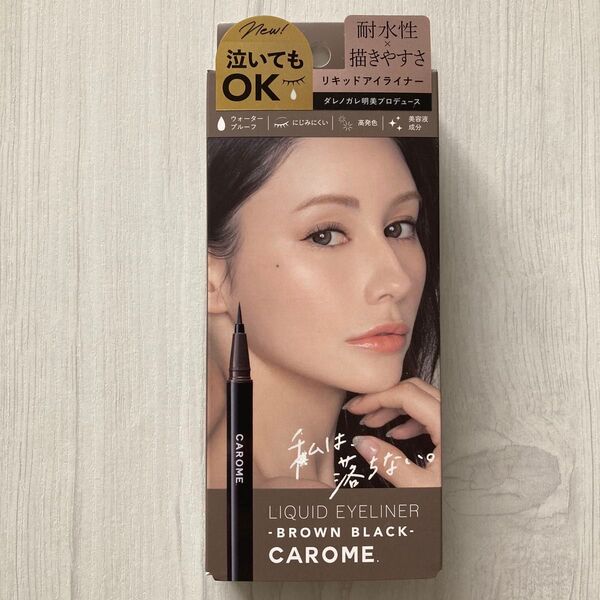 New!
泣いても
OK
耐水性
×
描きやすさ
リキッドアイライナー
ダレノガレ明美プロデュース
ウォーター
プルーフ
にじみにくい
高発色
美容液
成分
CAROME
私は、
落ちない。
LIQUID EYELINER
-BROWN BLACK-
CAROME.